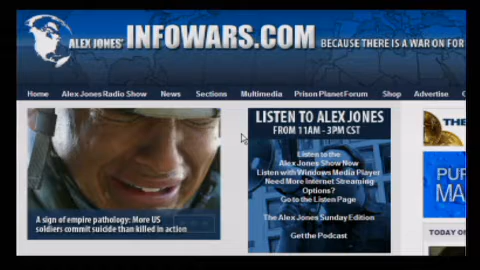 ALEX JONES' INFOWARS.COM BECAUSE THERE IS A WAR ON FOR
Home Alex Jones Radio Show News Sections Multimedia Prison Planet Forum Shop Advertise C
LISTEN TO ALEX JONES
FROM 11AM - 3PM CST
Listen to the
Alex Jones Show Now
Listen with Windows Media Player
Need More Internet Streaming
Options?
Go to the Listen Page
The Alex Jones Sunday Edition
Get the Podcast
A sign of empire pathology: More US
soldiers commit suicide than killed in action
THE
PUR
MA
TODAY O